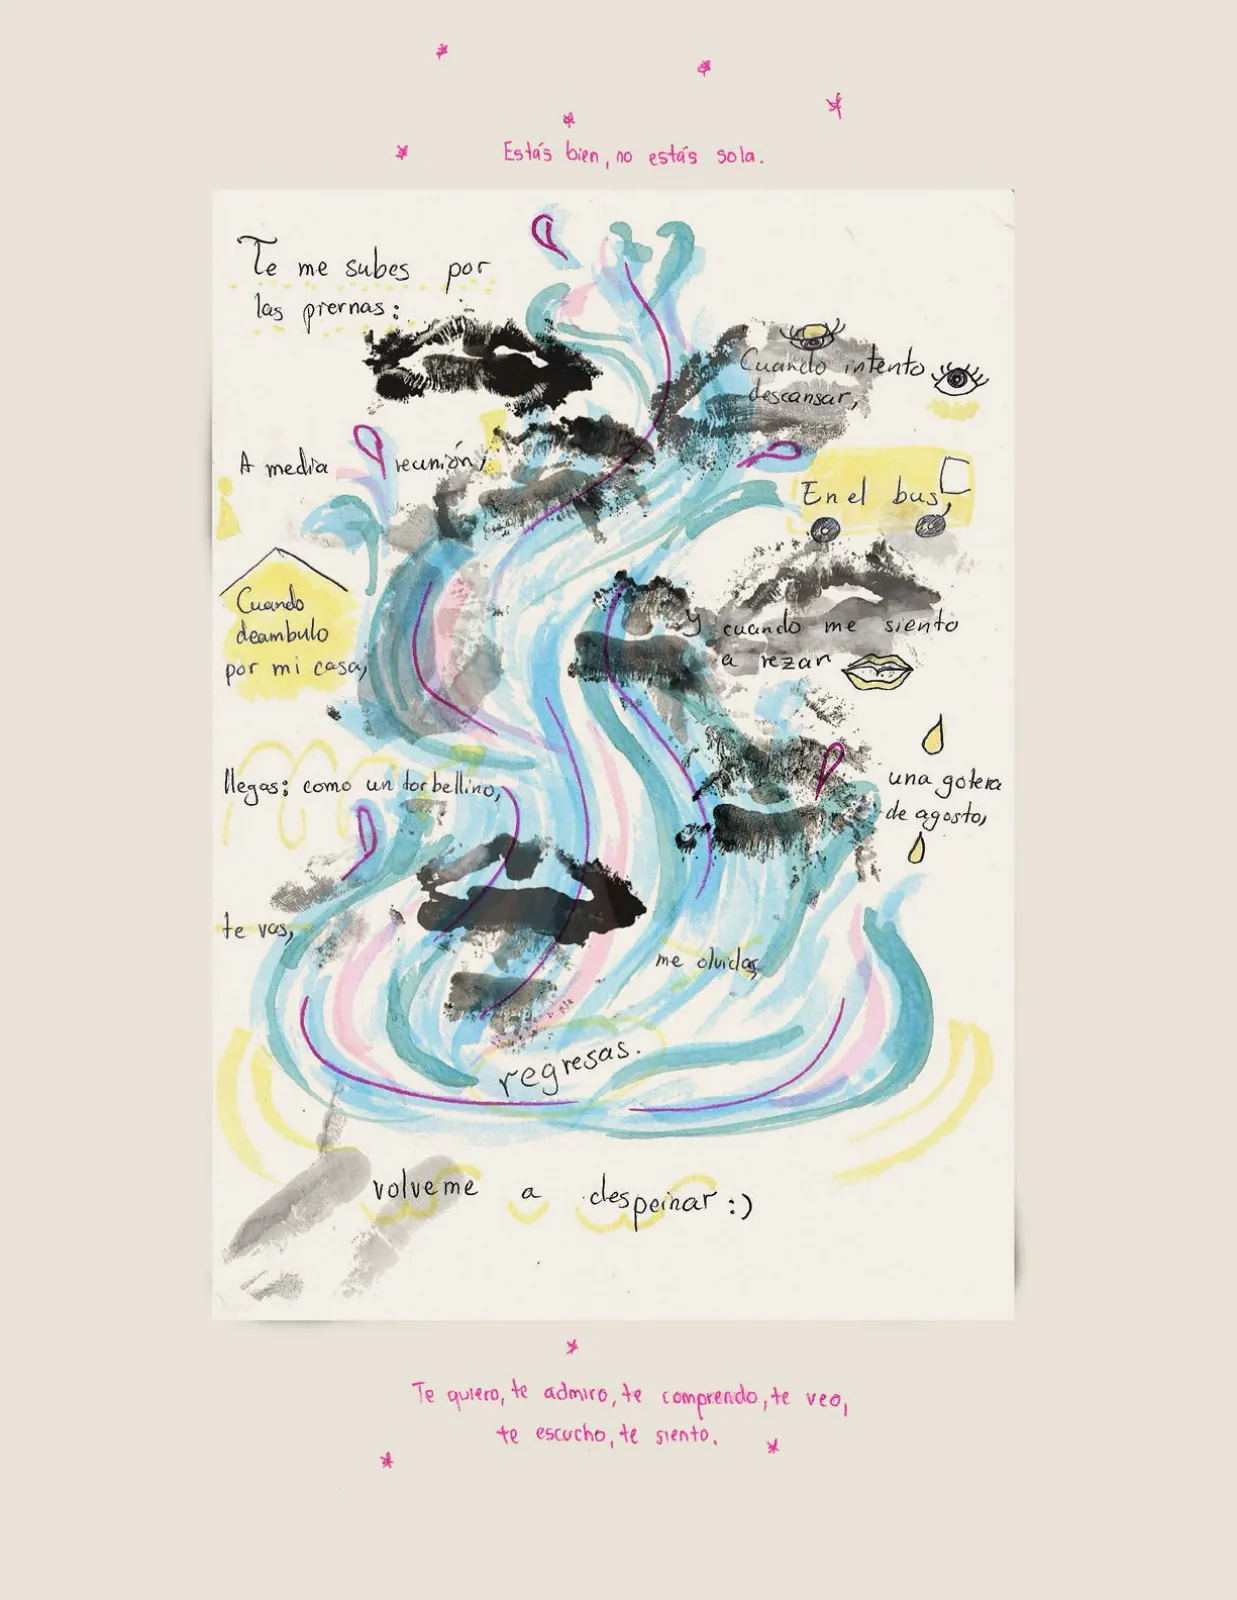 Estás bien, no estás sola.
Te me subes por
las piernas:
Cuando intento
descansar,
A media reunión,
En el bus,
Cuando
deambulo
por mi casa,
y cuando me siento
a rezar
llegas: como un torbellino,
una gotera
de agosto,
te vas,
me olvidas
regresas.
volveme a despeinar :)
Te quiero, te admiro, te comprendo, te veo,
te escucho, te siento.